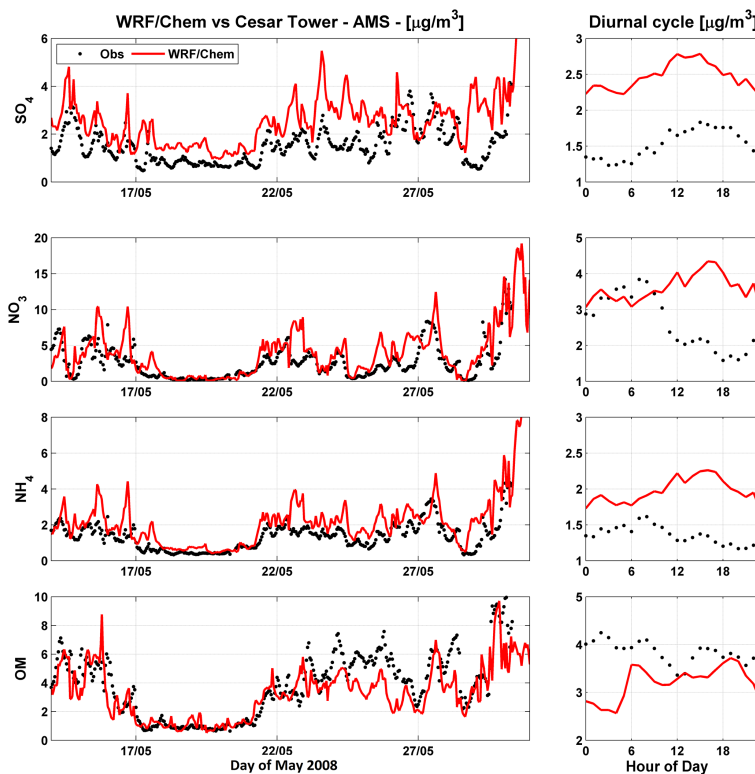 WRF/Chem vs Cesar Tower - AMS - [μg/m³]
Diurnal cycle [μg/m³]
Obs WRF/Chem
SO₄
6
4
2
0
17/05 22/05 27/05
3
2.5
2
1.5
1
0 6 12 18
NO₃
20
15
10
5
0
17/05 22/05 27/05
5
4
3
2
1
0 6 12 18
NH₄
8
6
4
2
0
17/05 22/05 27/05
3
2.5
2
1.5
1
0 6 12 18
OM
10
8
6
4
2
0
17/05 22/05 27/05
Day of May 2008
5
4
3
2
0 6 12 18
Hour of Day